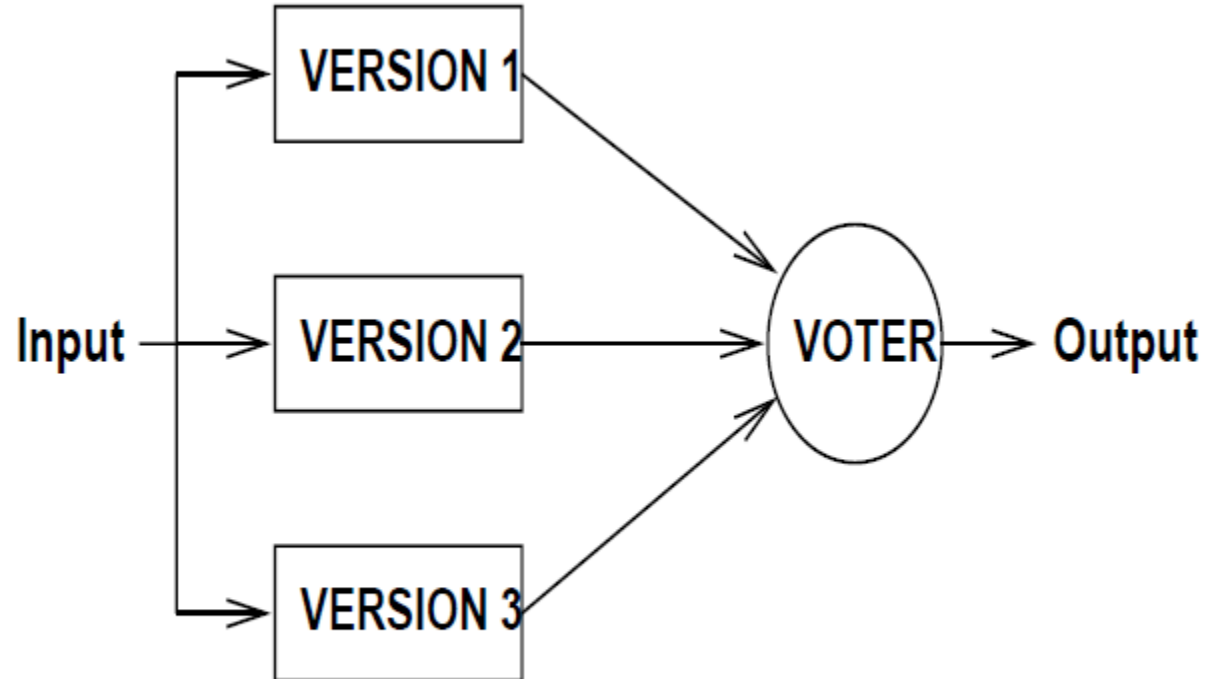 VERSION 1
Input
VERSION 2
VOTER
Output
VERSION 3